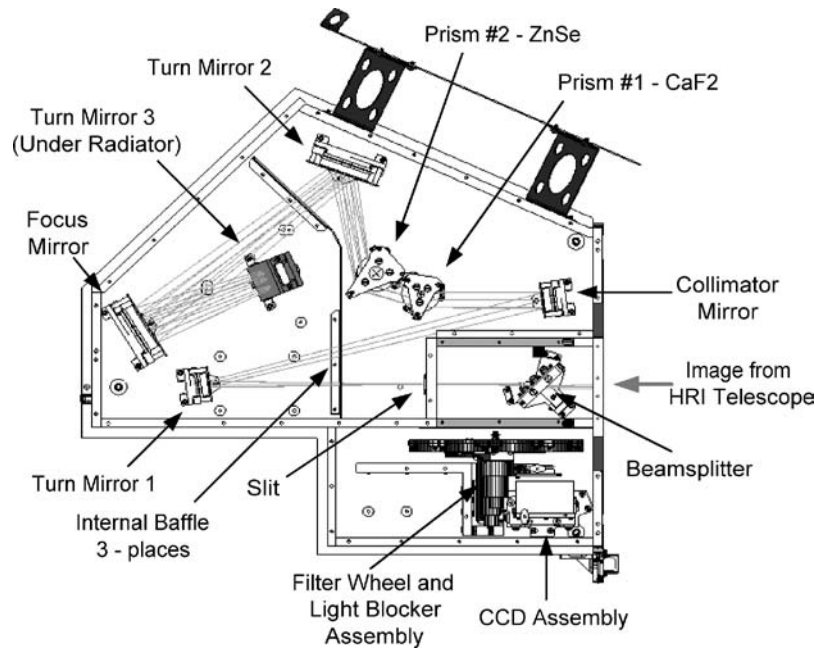 Prism #2 - ZnSe
Turn Mirror 2
Prism #1 - CaF2
Turn Mirror 3
(Under Radiator)
Focus
Mirror
Collimator
Mirror
Image from
HRI Telescope
Beamsplitter
Slit
Turn Mirror 1
Internal Baffle
3 - places
Filter Wheel and
Light Blocker
Assembly
CCD Assembly